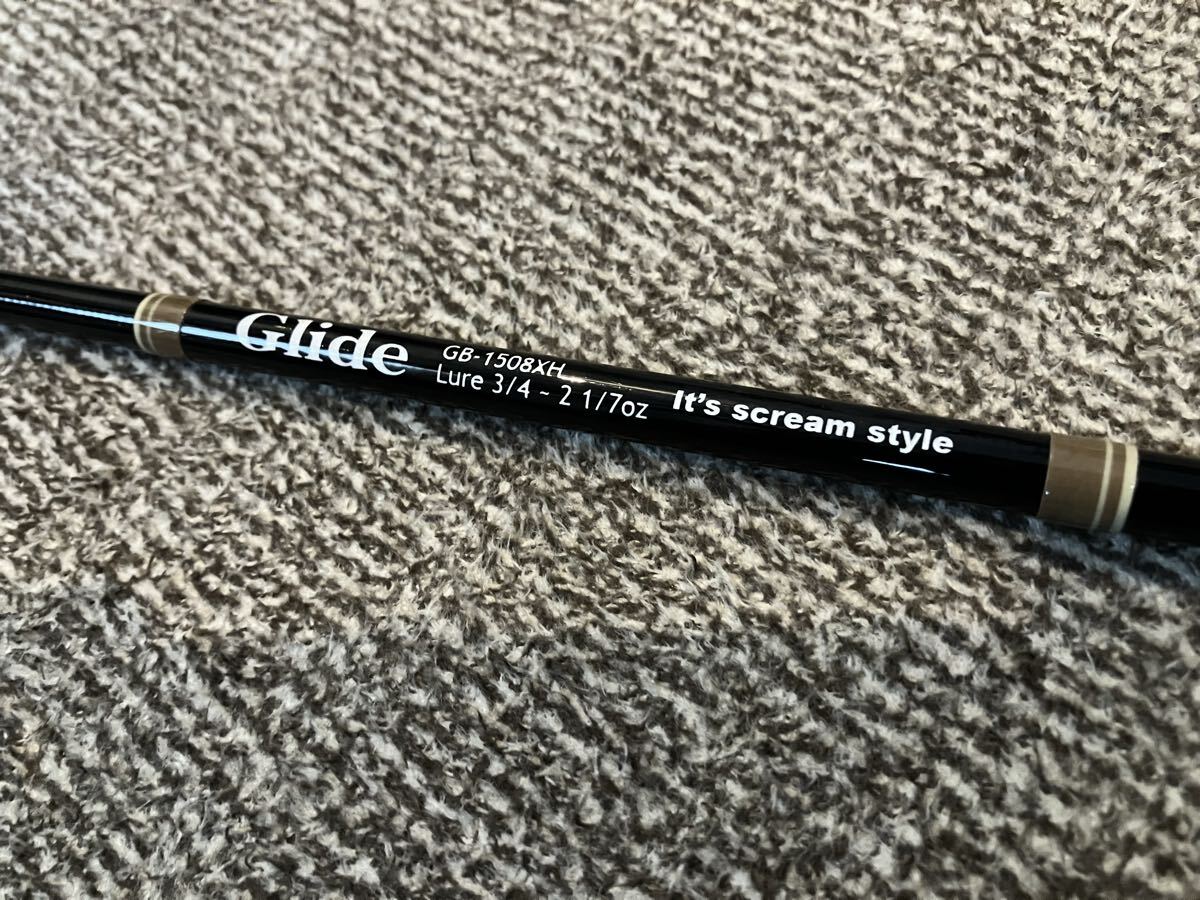 Glide
GB-1508XH
Lure 3/4 ~ 2 1/7oz
It's scream style